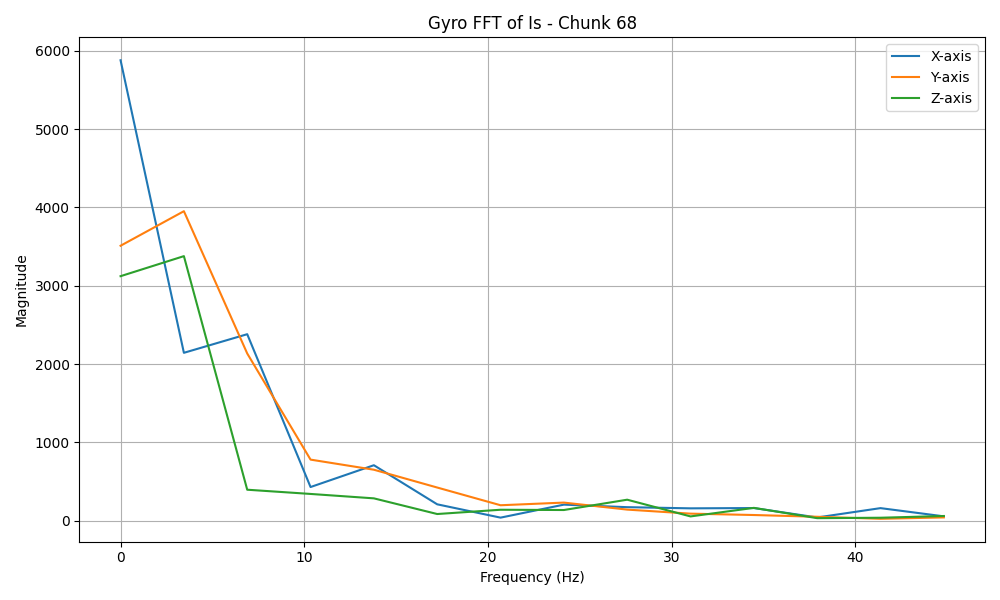 Gyro FFT of Is - Chunk 68
X-axis
Y-axis
Z-axis
Magnitude
6000
5000
4000
3000
2000
1000
0
0 10 20 30 40
Frequency (Hz)